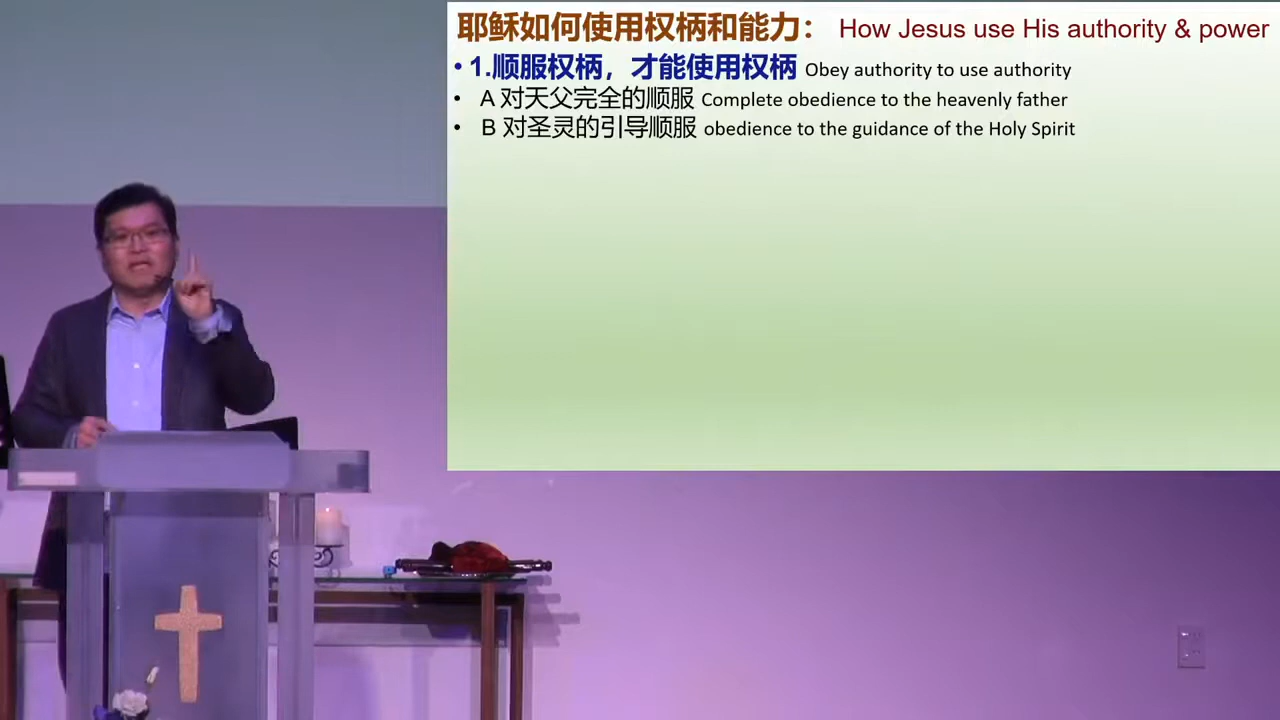 耶稣如何使用权柄和能力： How Jesus use His authority & power
• 1.顺服权柄，才能使用权柄 Obey authority to use authority
• A 对天父完全的顺服 Complete obedience to the heavenly father
• B 对圣灵的引导顺服 obedience to the guidance of the Holy Spirit